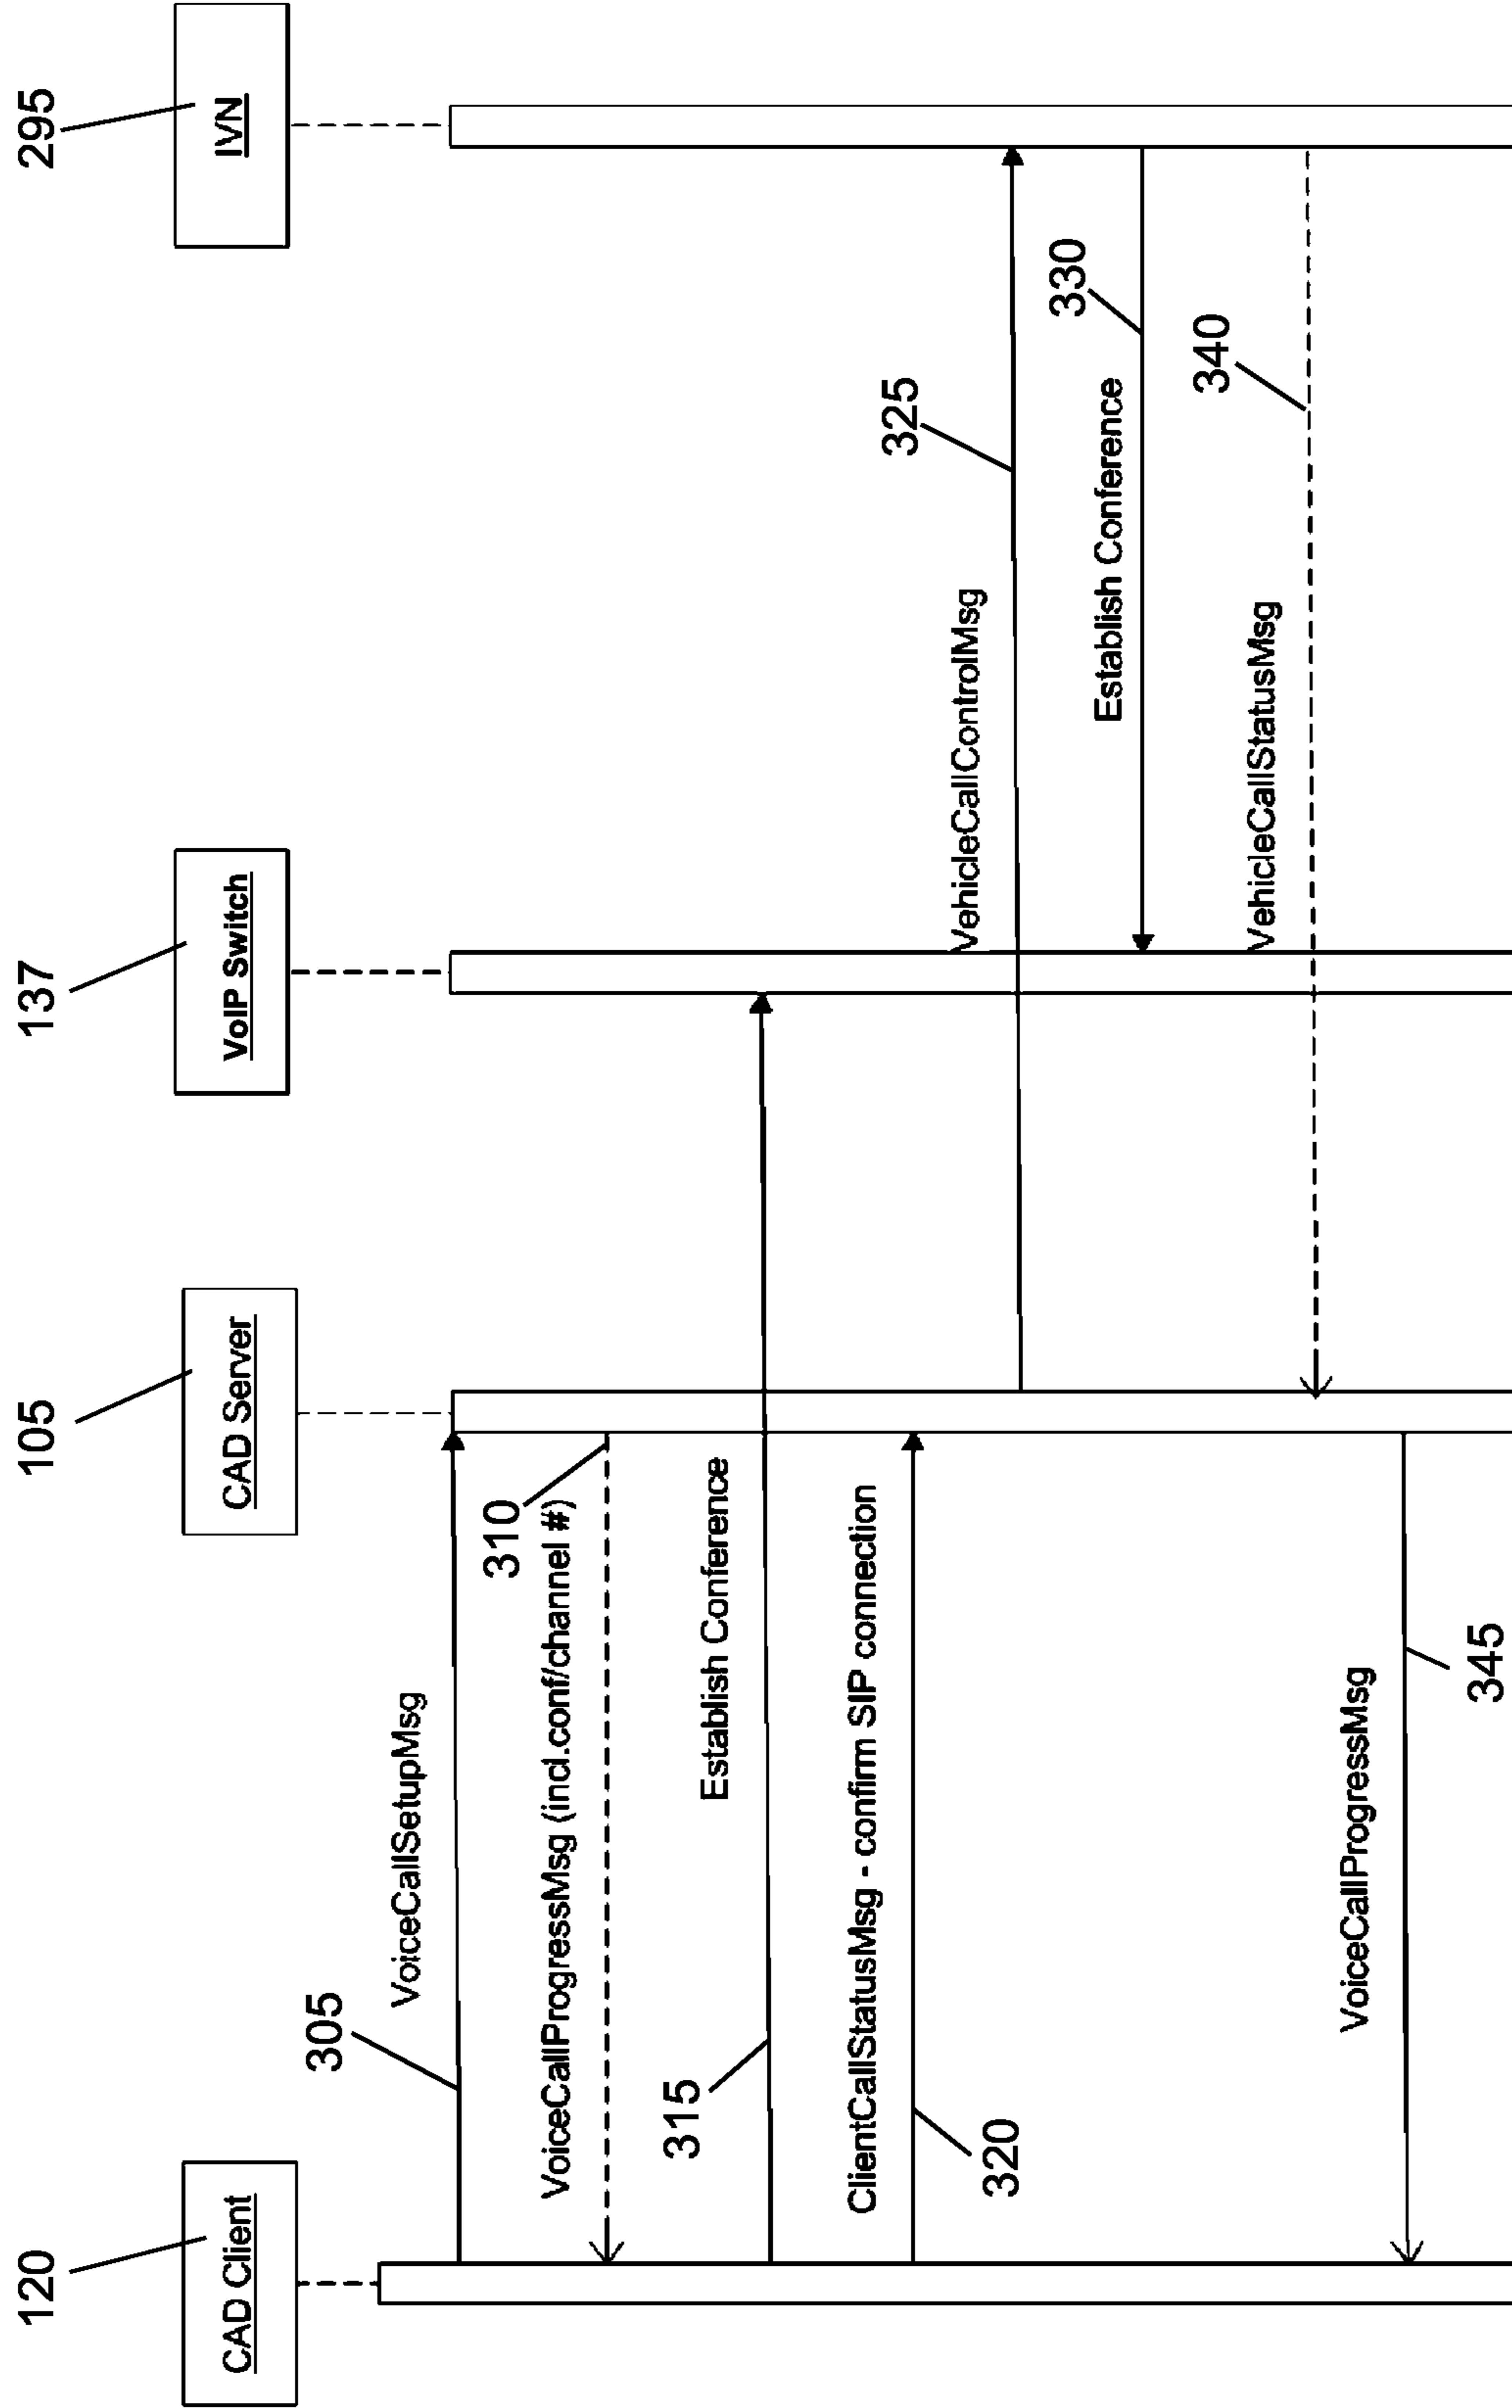 120
105
137
295
CAD Client
CAD Server
VoIP Switch
IVN
305
VoiceCallSetupMsg
310
VoiceCallProgressMsg (incl.conf/channel #)
315
Establish Conference
ClientCallStatusMsg - confirm SIP connection
320
325
VehicleCallControlMsg
330
Establish Conference
340
VehicleCallStatusMsg
VoiceCallProgressMsg
345